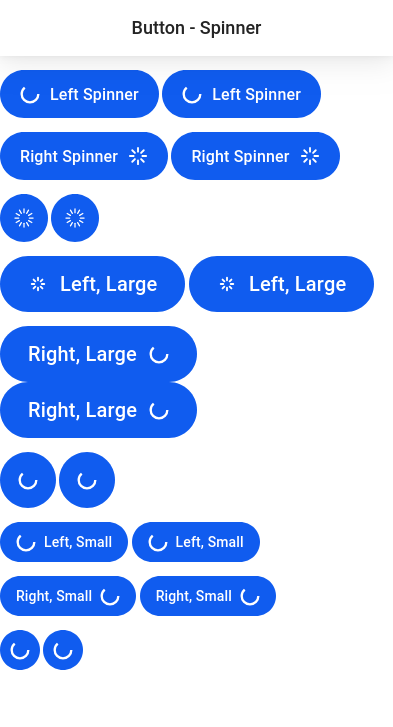 Button - Spinner
Left Spinner Left Spinner
Right Spinner Right Spinner
Left, Large Left, Large
Right, Large
Right, Large
Left, Small Left, Small
Right, Small Right, Small